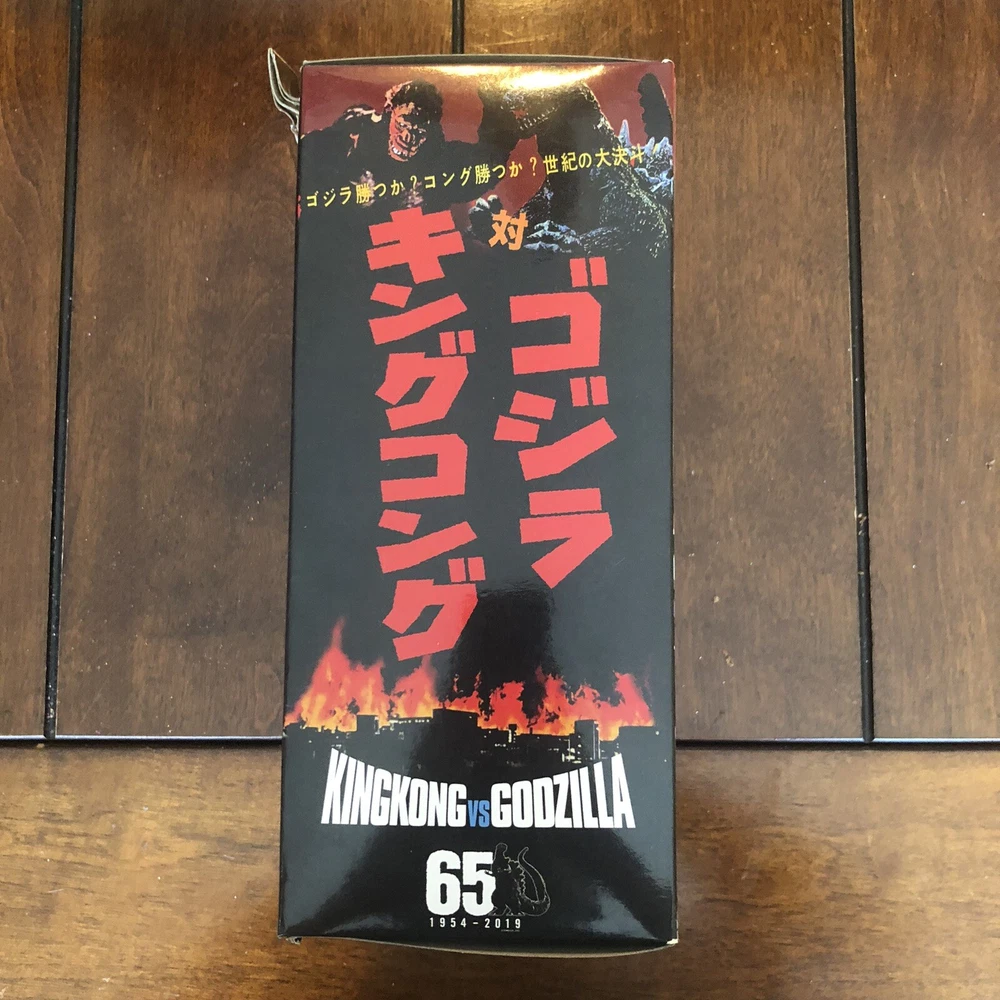 ゴジラ勝つか?コング勝つか?世紀の大決斗
キングコング
対
ゴジラ
KINGKONG VS GODZILLA
65
1954-2019